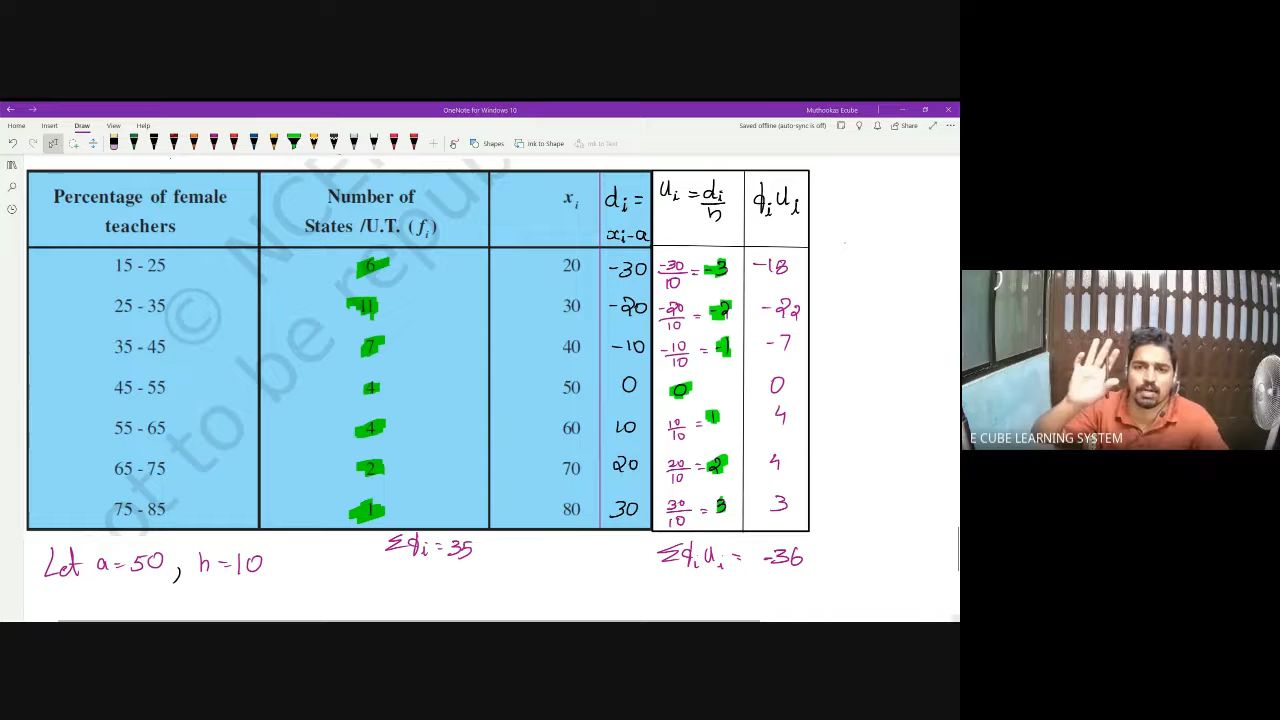 OneNote for Windows 10
Muthookas Ecube
Home Insert Draw View Help
Saved offline (auto-sync is off) Share
Shapes Ink to Shape Ink to Text
Percentage of female teachers Number of States /U.T. (fᵢ) xᵢ dᵢ = xᵢ-a uᵢ = dᵢ/h fᵢuᵢ
15 - 25 6 20 -30 -30/10 = -3 -18
25 - 35 11 30 -20 -20/10 = -2 -22
35 - 45 7 40 -10 -10/10 = -1 -7
45 - 55 4 50 0 0 0
55 - 65 4 60 10 10/10 = 1 4
65 - 75 2 70 20 20/10 = 2 4
75 - 85 1 80 30 30/10 = 3 3
Σfᵢ = 35 Σfᵢuᵢ = -36
Let a = 50, h = 10
© NCE
ot to be repub
E CUBE LEARNING SYSTEM